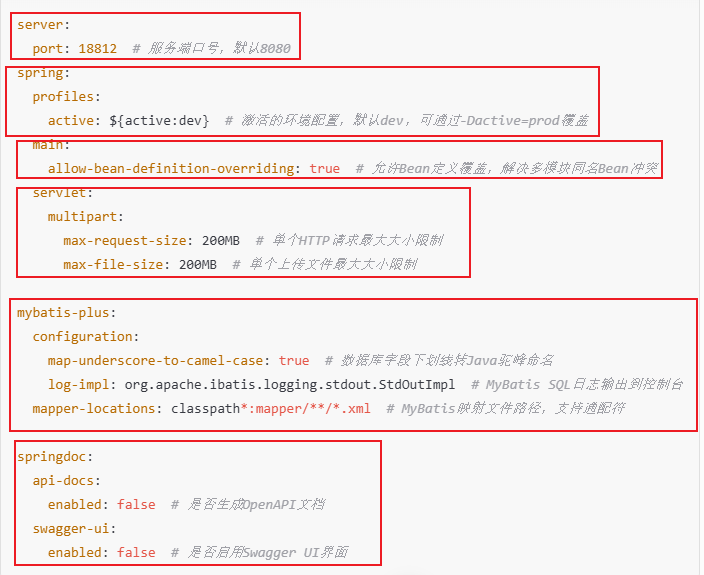 server:
  port: 18812  # 服务端口号，默认8080
spring:
  profiles:
    active: ${active:dev}  # 激活的环境配置，默认dev，可通过-Dactive=prod覆盖
  main:
    allow-bean-definition-overriding: true  # 允许Bean定义覆盖，解决多模块同名Bean冲突
  servlet:
    multipart:
      max-request-size: 200MB  # 单个HTTP请求最大大小限制
      max-file-size: 200MB  # 单个上传文件最大大小限制
mybatis-plus:
  configuration:
    map-underscore-to-camel-case: true  # 数据库字段下划线转Java驼峰命名
    log-impl: org.apache.ibatis.logging.stdout.StdOutImpl  # MyBatis SQL日志输出到控制台
  mapper-locations: classpath*:mapper/**/*.xml  # MyBatis映射文件路径，支持通配符
springdoc:
  api-docs:
    enabled: false  # 是否生成OpenAPI文档
  swagger-ui:
    enabled: false  # 是否启用Swagger UI界面